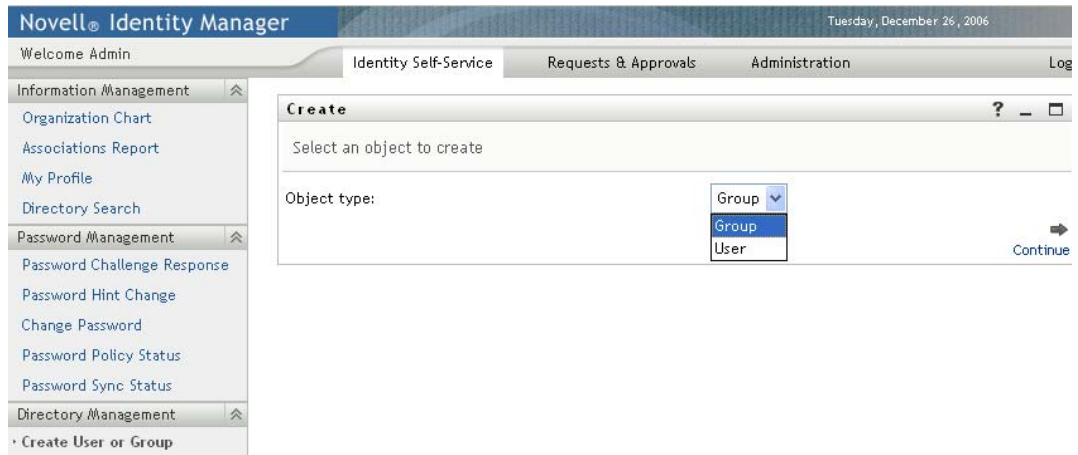 Novell® Identity Manager
Tuesday, December 26, 2006
Welcome Admin
Identity Self-Service
Requests & Approvals
Administration
Log
Information Management
Organization Chart
Associations Report
My Profile
Directory Search
Password Management
Password Challenge Response
Password Hint Change
Change Password
Password Policy Status
Password Sync Status
Directory Management
Create User or Group
Create
?
Select an object to create
Object type:
Group
Group
User
Continue